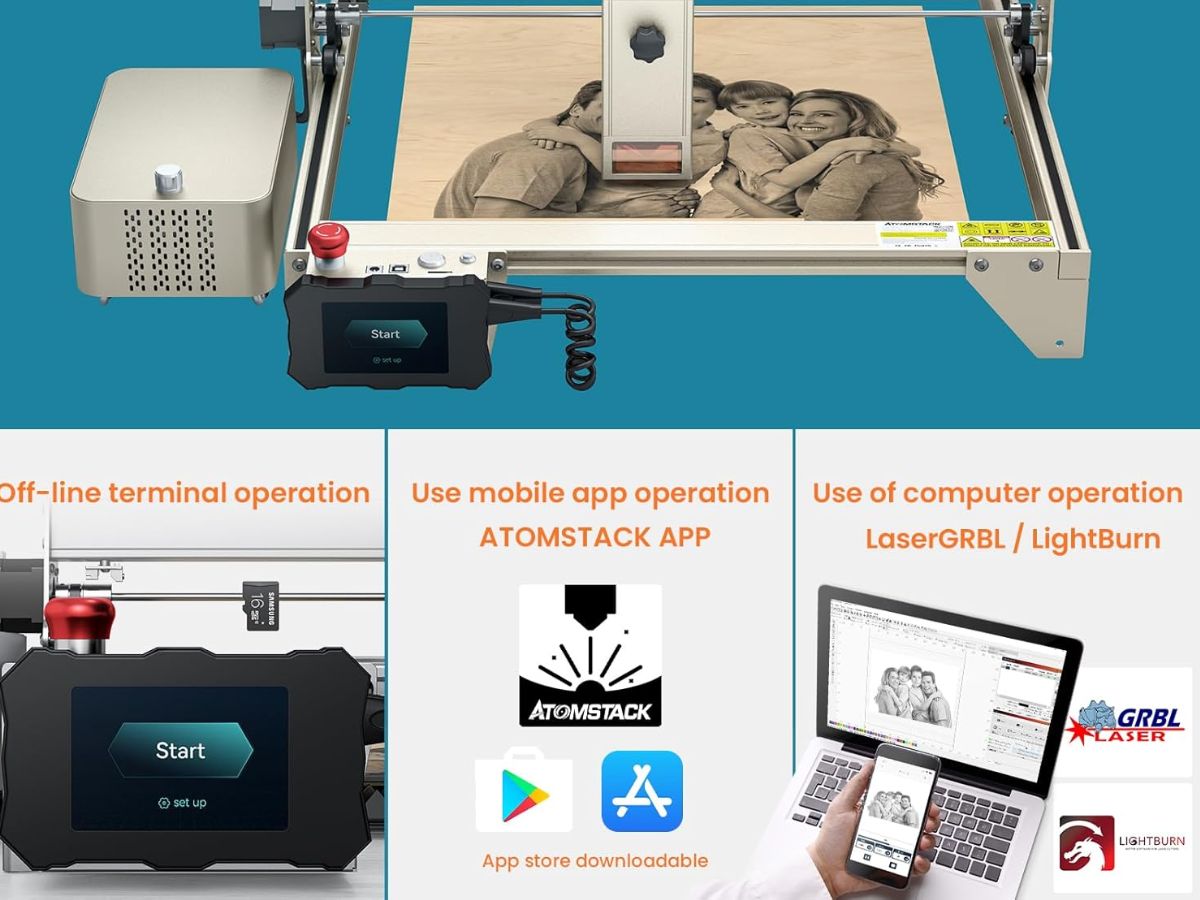 ATOMSTACK
Start
set up
Off-line terminal operation
SAMSUNG
16
Start
set up
Use mobile app operation
ATOMSTACK APP
ATOMSTACK
App store downloadable
Use of computer operation
LaserGRBL / LightBurn
GRBL
LASER
LIGHTBURN